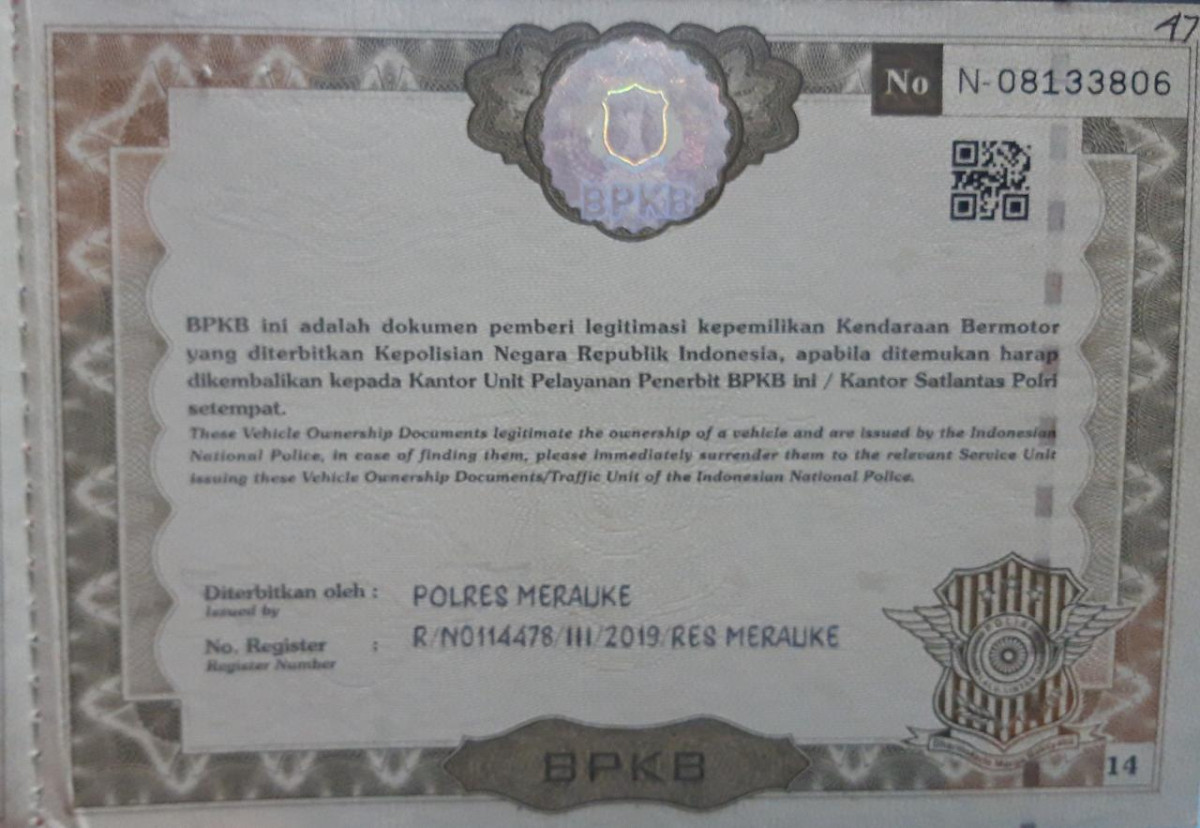 47
No N-08133806
BPKB
BPKB ini adalah dokumen pemberi legitimasi kepemilikan Kendaraan Bermotor
yang diterbitkan Kepolisian Negara Republik Indonesia, apabila ditemukan harap
dikembalikan kepada Kantor Unit Pelayanan Penerbit BPKB ini / Kantor Satlantas Polri
setempat.
These Vehicle Ownership Documents legitimate the ownership of a vehicle and are issued by the Indonesian
National Police, in case of finding them, please immediately surrender them to the relevant Service Unit
issuing these Vehicle Ownership Documents/Traffic Unit of the Indonesian National Police.
Diterbitkan oleh : POLRES MERAUKE
Issued by
No. Register : R/N0114478/III/2019/RES MERAUKE
Register Number
BPKB
14